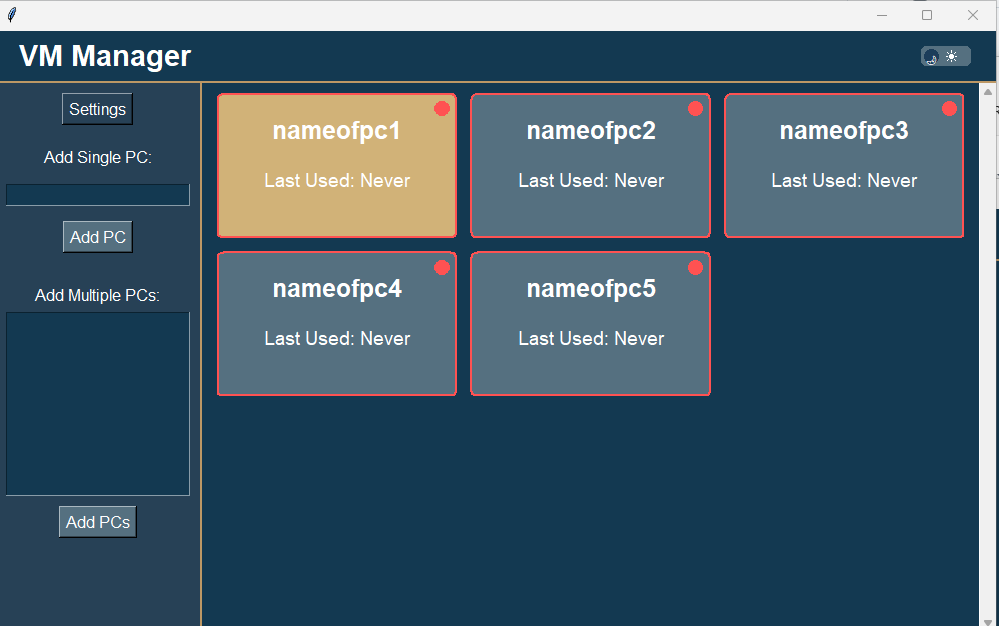 VM Manager
Settings
Add Single PC:
Add PC
Add Multiple PCs:
Add PCs
nameofpc1
Last Used: Never
nameofpc2
Last Used: Never
nameofpc3
Last Used: Never
nameofpc4
Last Used: Never
nameofpc5
Last Used: Never